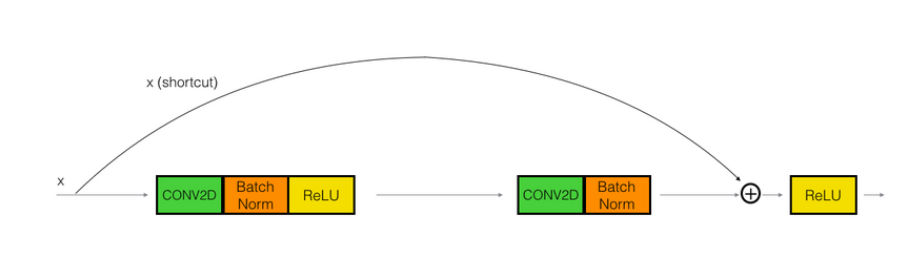 x (shortcut)
x
CONV2D
Batch
Norm
ReLU
CONV2D
Batch
Norm
ReLU